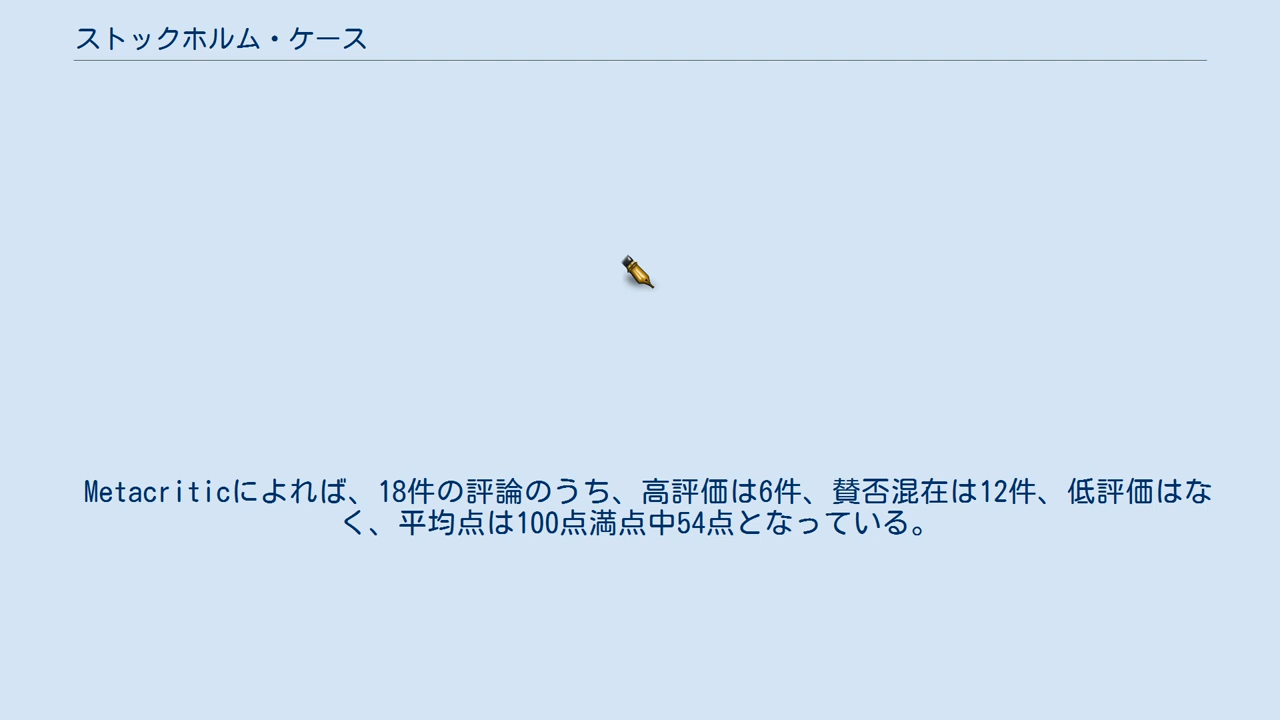 ストックホルム・ケース
Metacriticによれば、18件の評論のうち、高評価は6件、賛否混在は12件、低評価はな
く、平均点は100点満点中54点となっている。